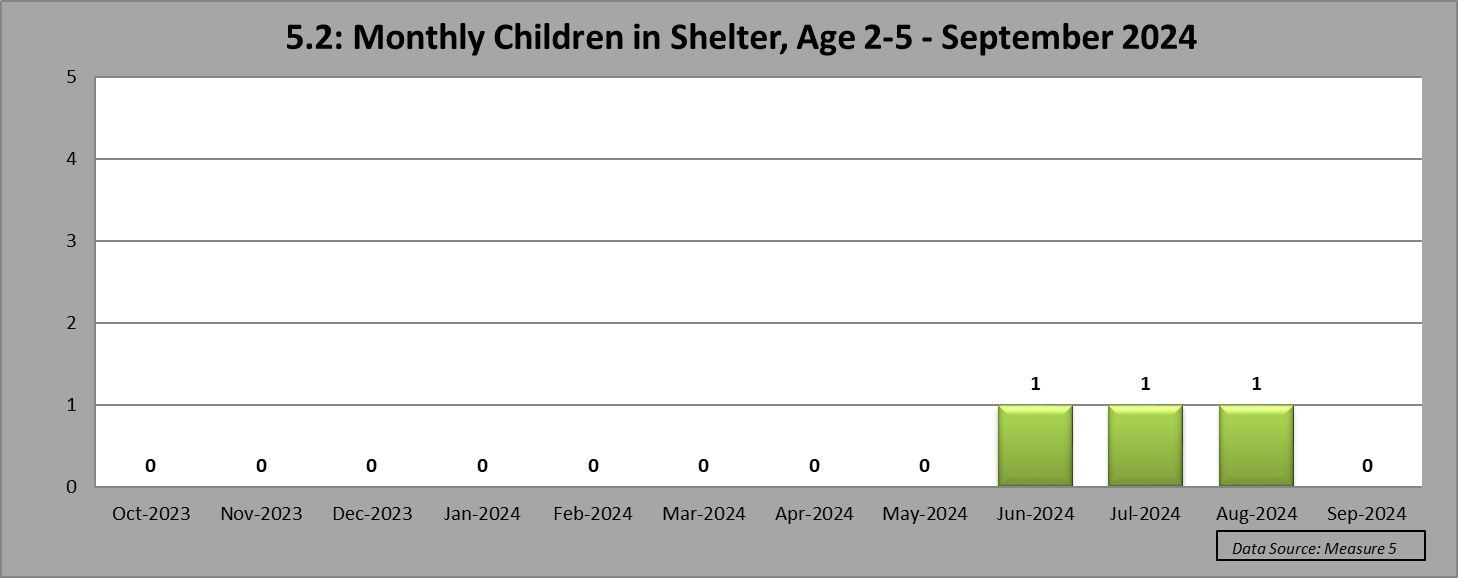 5.2: Monthly Children in Shelter, Age 2-5 - September 2024
5
4
3
2
1
0
0 0 0 0 0 0 0 0 1 1 1 0
Oct-2023 Nov-2023 Dec-2023 Jan-2024 Feb-2024 Mar-2024 Apr-2024 May-2024 Jun-2024 Jul-2024 Aug-2024 Sep-2024
Data Source: Measure 5